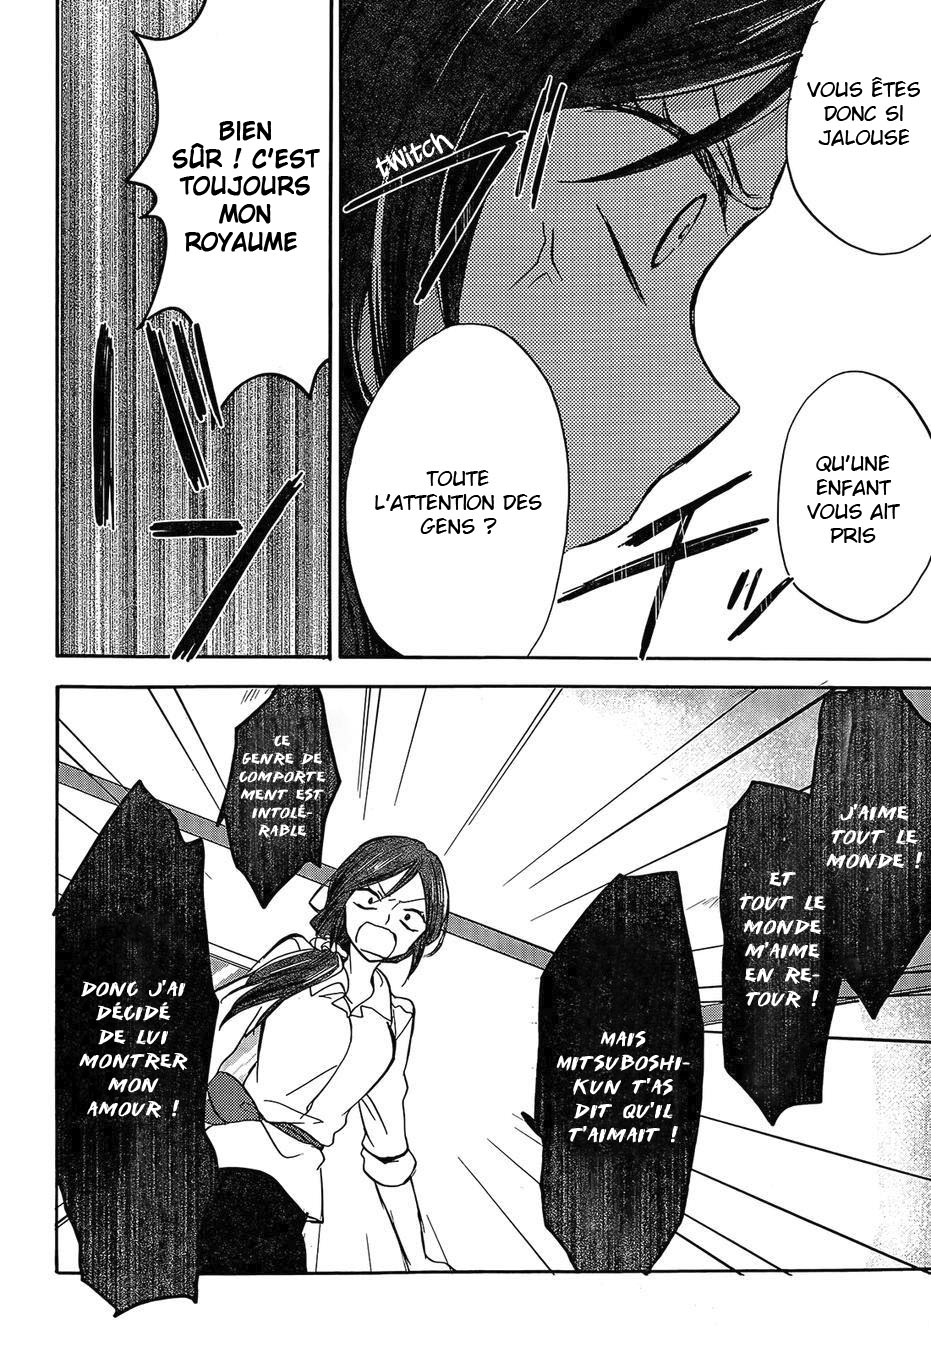 VOUS ÊTES
DONC SI
JALOUSE
QU'UNE
ENFANT
VOUS AIT
PRIS
twitch
TOUTE
L'ATTENTION DES
GENS ?
BIEN
SÛR ! C'EST
TOUJOURS
MON
ROYAUME
J'AIME
TOUT LE
MONDE !
ET
TOUT LE
MONDE
M'AIME
EN RE-
TOUR !
MAIS
MITSUBOSHI-
KUN T'AS
DIT QU'IL
T'AIMAIT !
CE
GENRE DE
COMPORTE
MENT EST
INTOLÉ-
RABLE
DONC J'AI
DÉCIDÉ
DE LUI
MONTRER
MON
AMOUR !